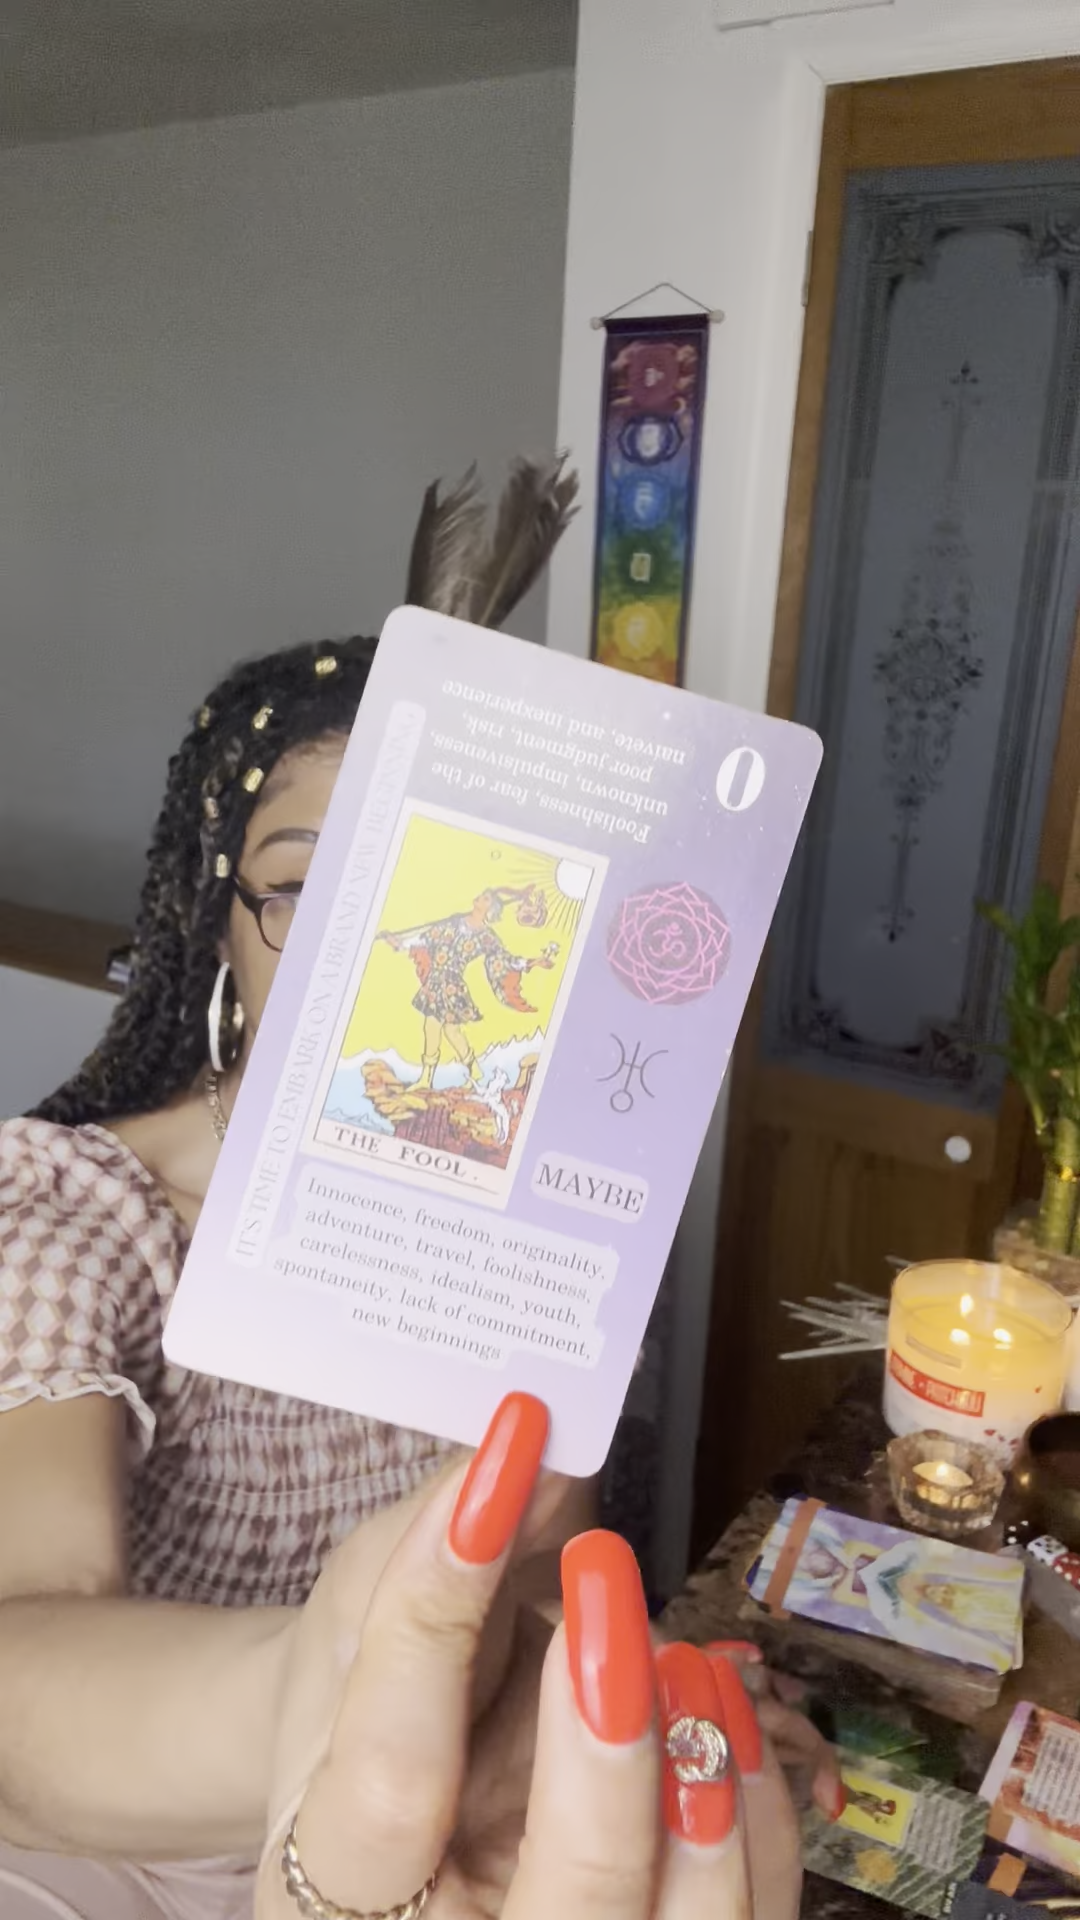 Foolishness, fear of the
unknown, impulsiveness,
poor judgment, risk,
naivete, and inexperience
0
IT'S TIME TO EMBARK ON A BRAND NEW BEGINNING
THE FOOL.
MAYBE
Innocence, freedom, originality,
adventure, travel, foolishness,
carelessness, idealism, youth,
spontaneity, lack of commitment,
new beginnings
PATCHOULI